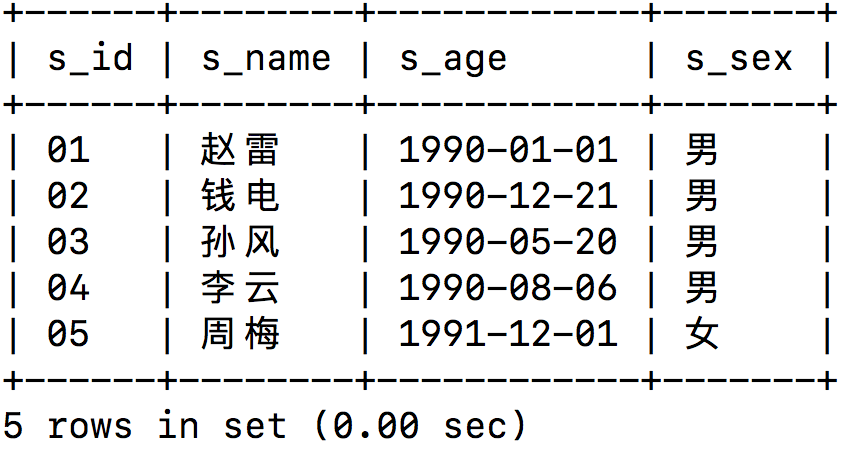 +------+--------+------------+-------+
| s_id | s_name | s_age      | s_sex |
+------+--------+------------+-------+
| 01   | 赵雷   | 1990-01-01 | 男    |
| 02   | 钱电   | 1990-12-21 | 男    |
| 03   | 孙风   | 1990-05-20 | 男    |
| 04   | 李云   | 1990-08-06 | 男    |
| 05   | 周梅   | 1991-12-01 | 女    |
+------+--------+------------+-------+
5 rows in set (0.00 sec)